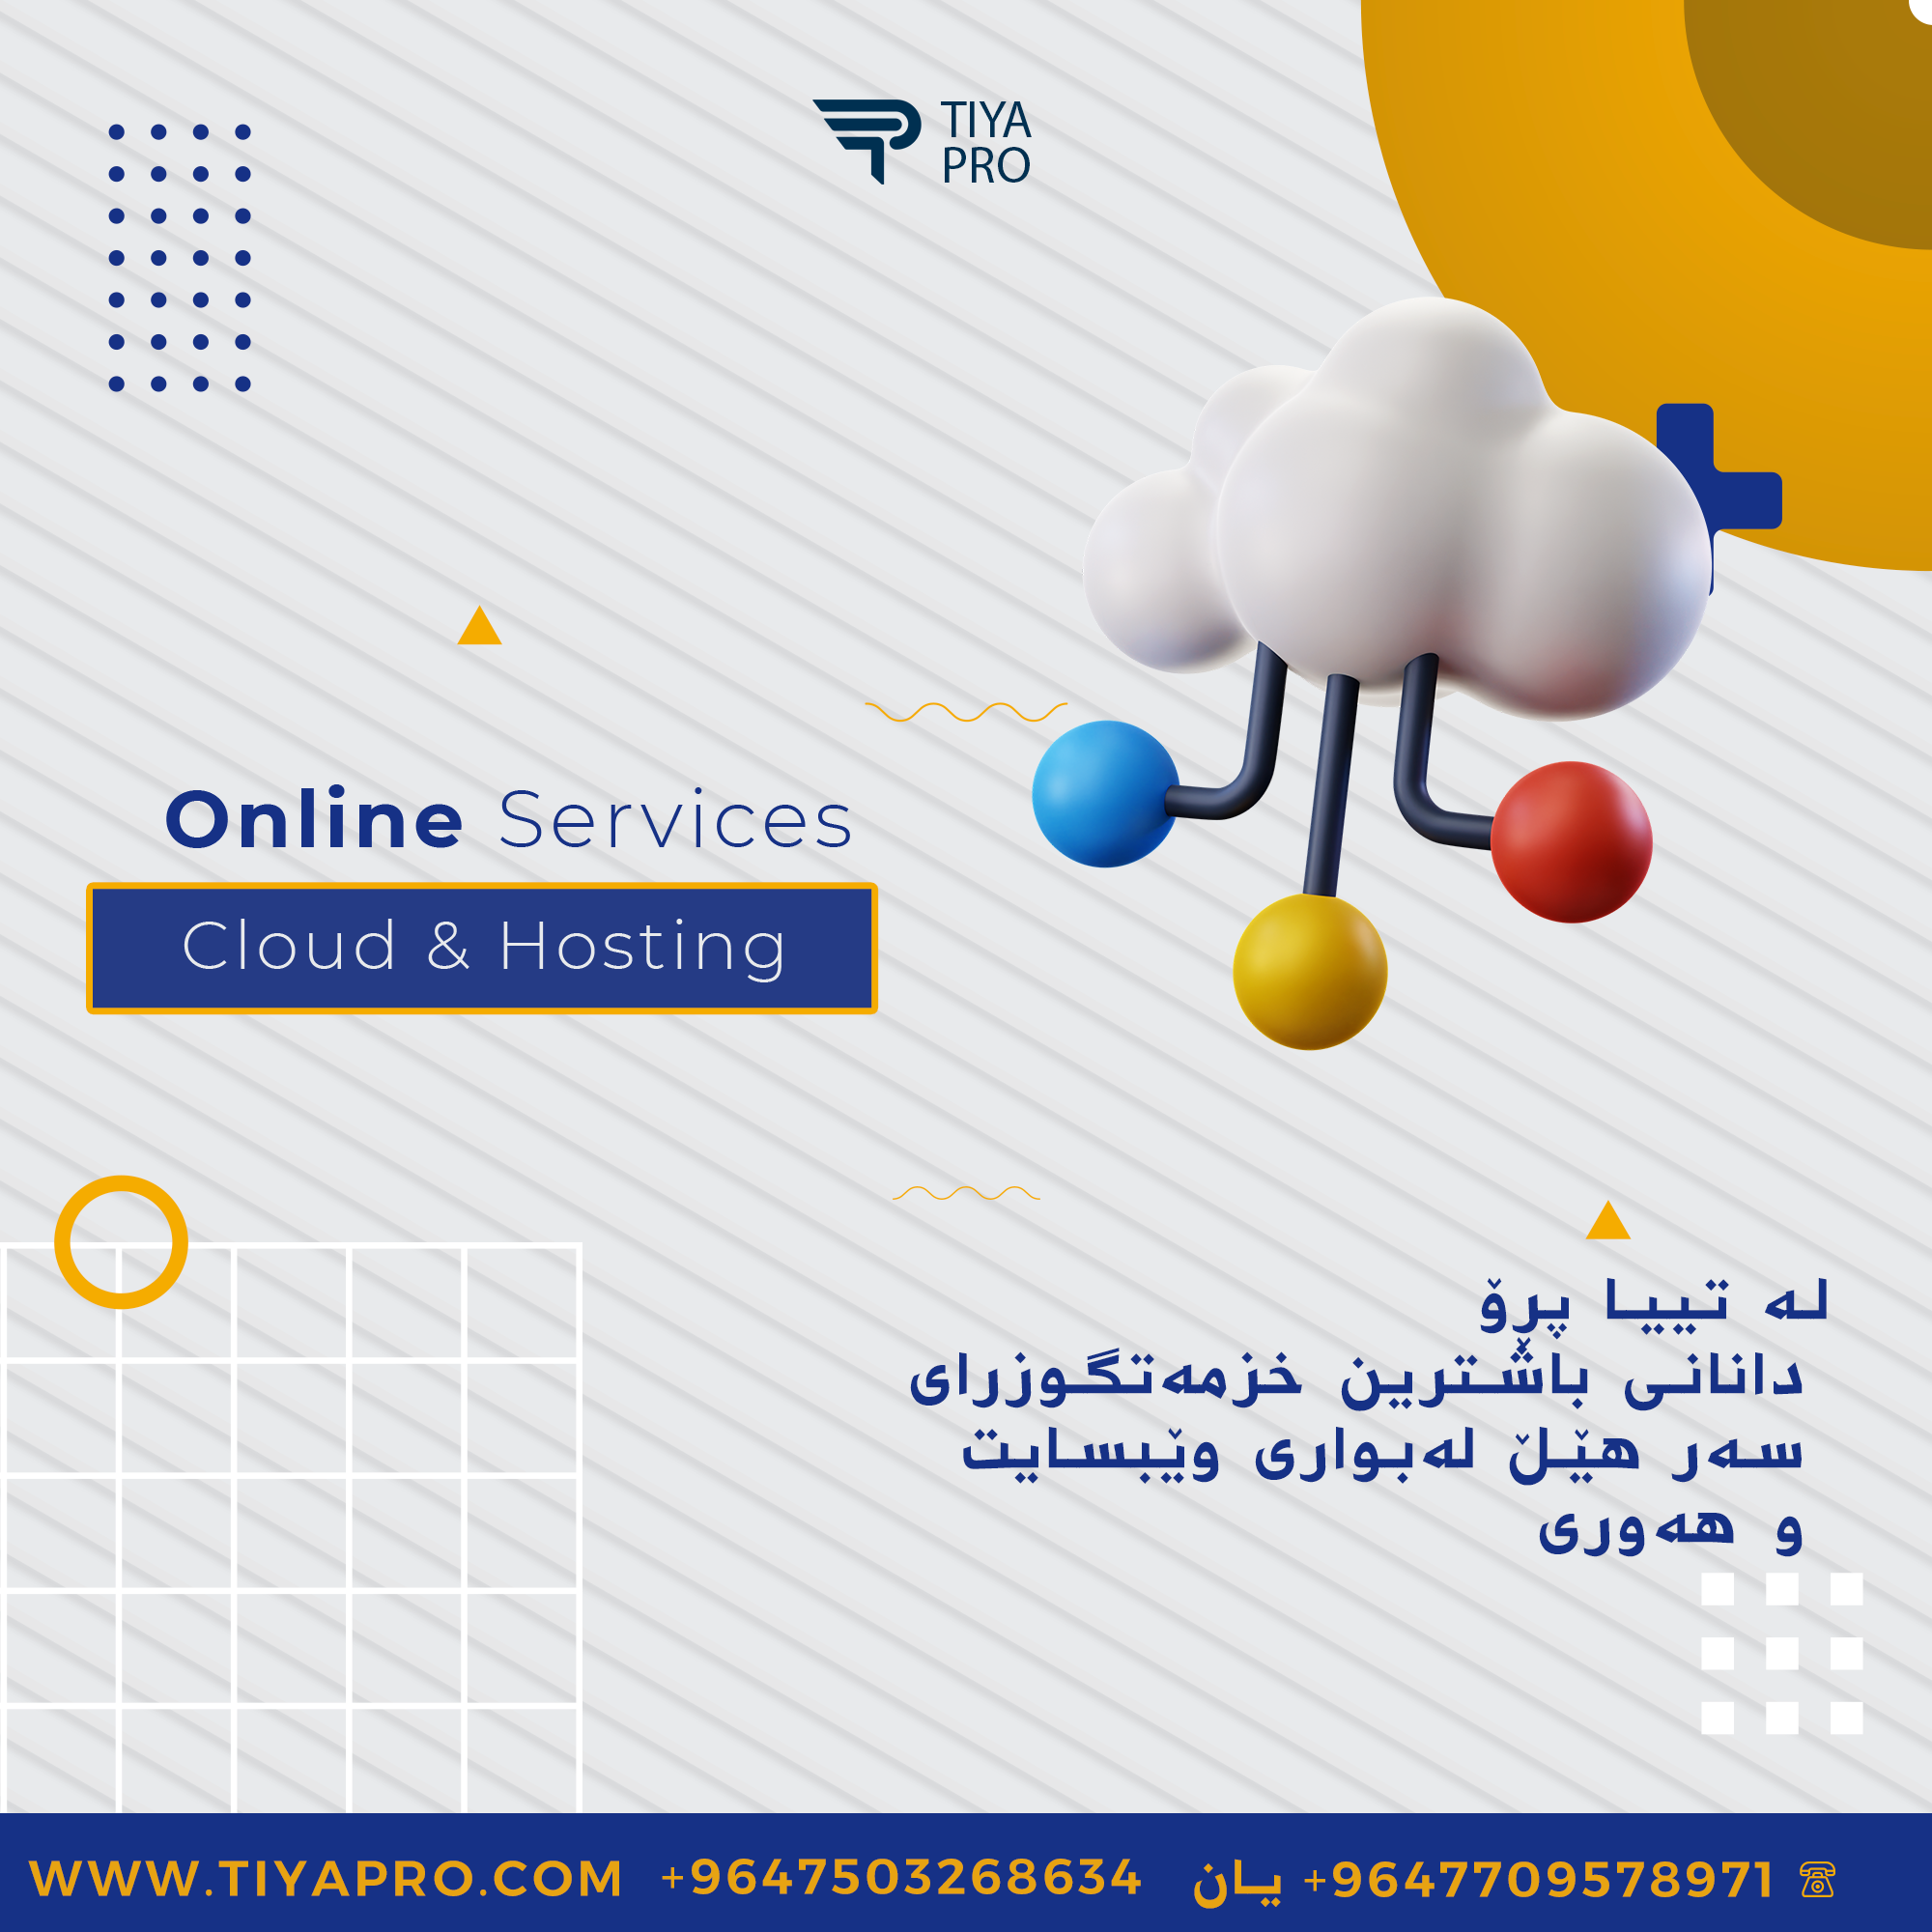 TIYA
PRO
Online Services
Cloud & Hosting
لە تییا پڕۆ
دانانی باشترین خزمەتگوزرای
سەر هێڵ لەبواری وێبسایت
و هەوری
WWW.TIYAPRO.COM +9647503268634 یان +9647709578971